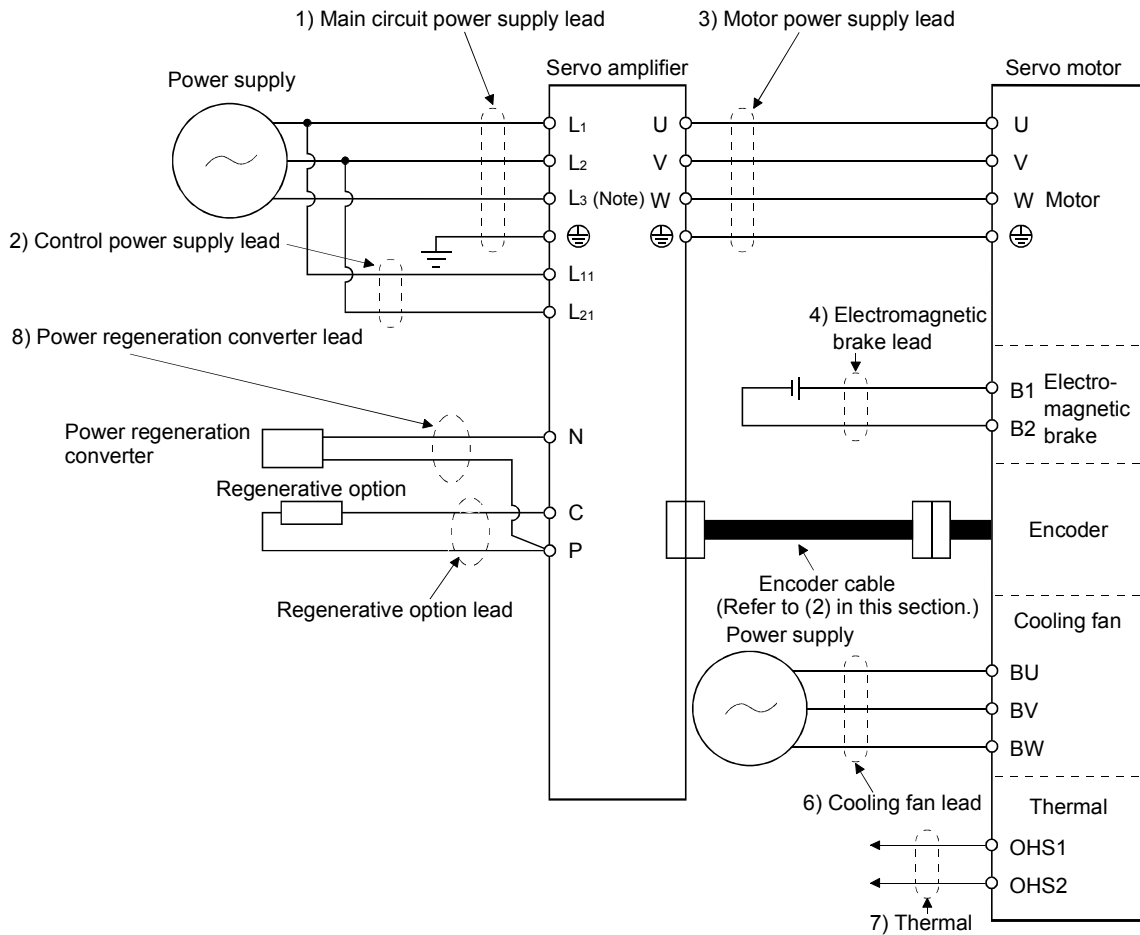 1) Main circuit power supply lead
3) Motor power supply lead
Power supply
Servo amplifier
Servo motor
L1
U
U
L2
V
V
L3 (Note)
W
W
Motor
2) Control power supply lead
L11
L21
8) Power regeneration converter lead
4) Electromagnetic
brake lead
B1
B2
Electro-
magnetic
brake
Power regeneration
converter
N
Regenerative option
C
P
Regenerative option lead
Encoder
Encoder cable
(Refer to (2) in this section.)
Power supply
Cooling fan
BU
BV
BW
6) Cooling fan lead
Thermal
OHS1
OHS2
7) Thermal